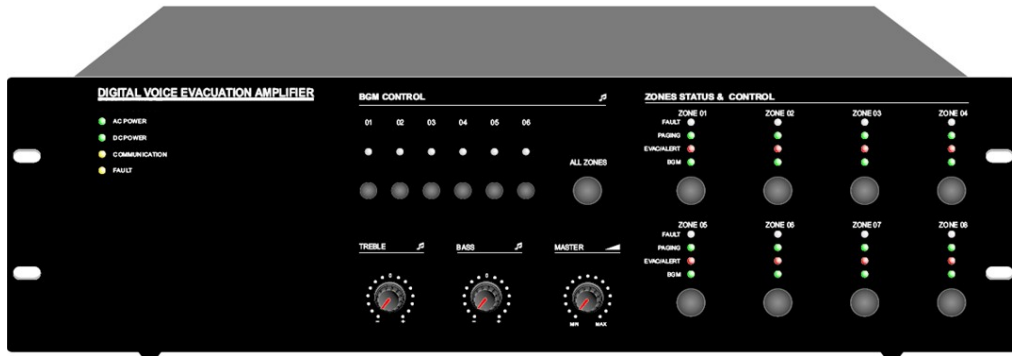 DIGITAL VOICE EVACUATION AMPLIFIER
AC POWER
DC POWER
COMMUNICATION
FAULT
BGM CONTROL
01 02 03 04 05 06
ALL ZONES
TREBLE BASS MASTER
0 0
- - - -
MIN MAX
ZONES STATUS & CONTROL
ZONE 01 ZONE 02 ZONE 03 ZONE 04
FAULT
PAGING
EVAC/ALERT
BGM
ZONE 05 ZONE 06 ZONE 07 ZONE 08
FAULT
PAGING
EVAC/ALERT
BGM